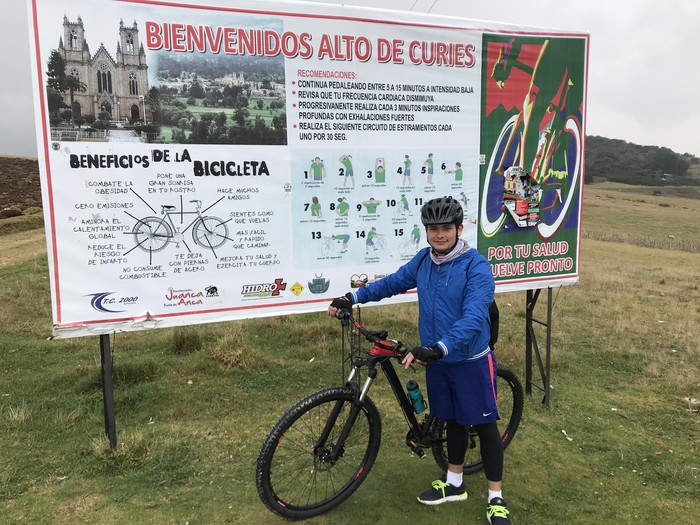 BIENVENIDOS ALTO DE CURIES
RECOMENDACIONES:
CONTINUA PEDALEANDO ENTRE 5 A 15 MINUTOS A INTENSIDAD BAJA
REVISA QUE TU FRECUENCIA CARDIACA DISMIMUYA
PROGRESIVAMENTE REALIZA CADA 3 MINUTOS INSPIRACIONES
PROFUNDAS CON EXHALACIONES FUERTES
REALIZA EL SIGUIENTE CIRCUITO DE ESTIRAMENTOS CADA
UNO POR 30 SEG.
BENEFICIOS DE LA BICICLETA
COMBATE LA
OBESIDAD
PONE UNA
GRAN SONRISA
EN TU ROSTRO
HACE MUCHOS
AMIGOS
CERO EMISIONES
AMINORA EL
CALENTAMIENTO
GLOBAL
SIENTES COMO
QUE VUELAS
REDUCE EL
RIESGO
DE INFARTO
MAS FACIL
Y RAPIDO
QUE CAMINAR
NO CONSUME
COMBUSTIBLE
TE DEJA
CON PIERNAS
DE ACERO
MEJORA TU SALUD Y
EJERCITA TU CUERPO
1 2 3 4 5 6
7 8 9 10 11 12
13 14 15
T.C. 2000
Juanca
Anca
HIDRO
POR TU SALUD
VUELVE PRONTO